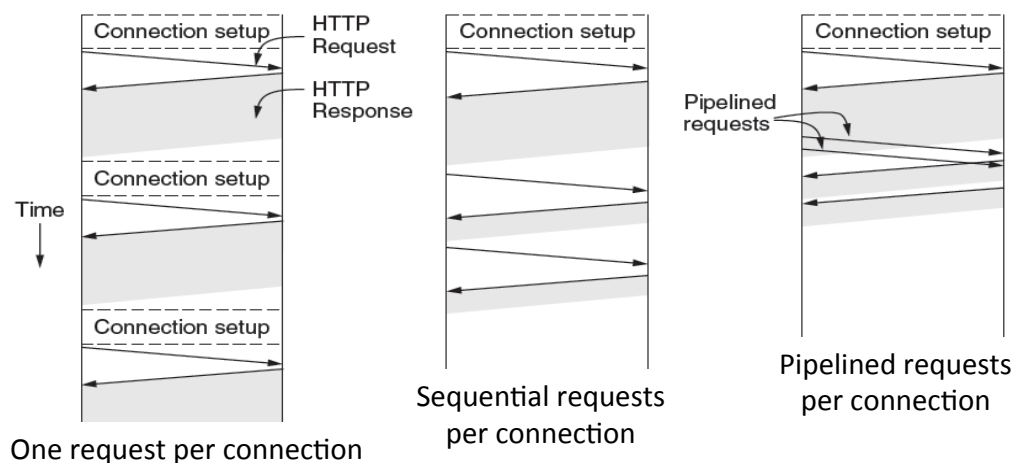 Connection setup
HTTP
Request
HTTP
Response
Connection setup
Time
Connection setup
One request per connection
Connection setup
Sequential requests
per connection
Connection setup
Pipelined
requests
Pipelined requests
per connection